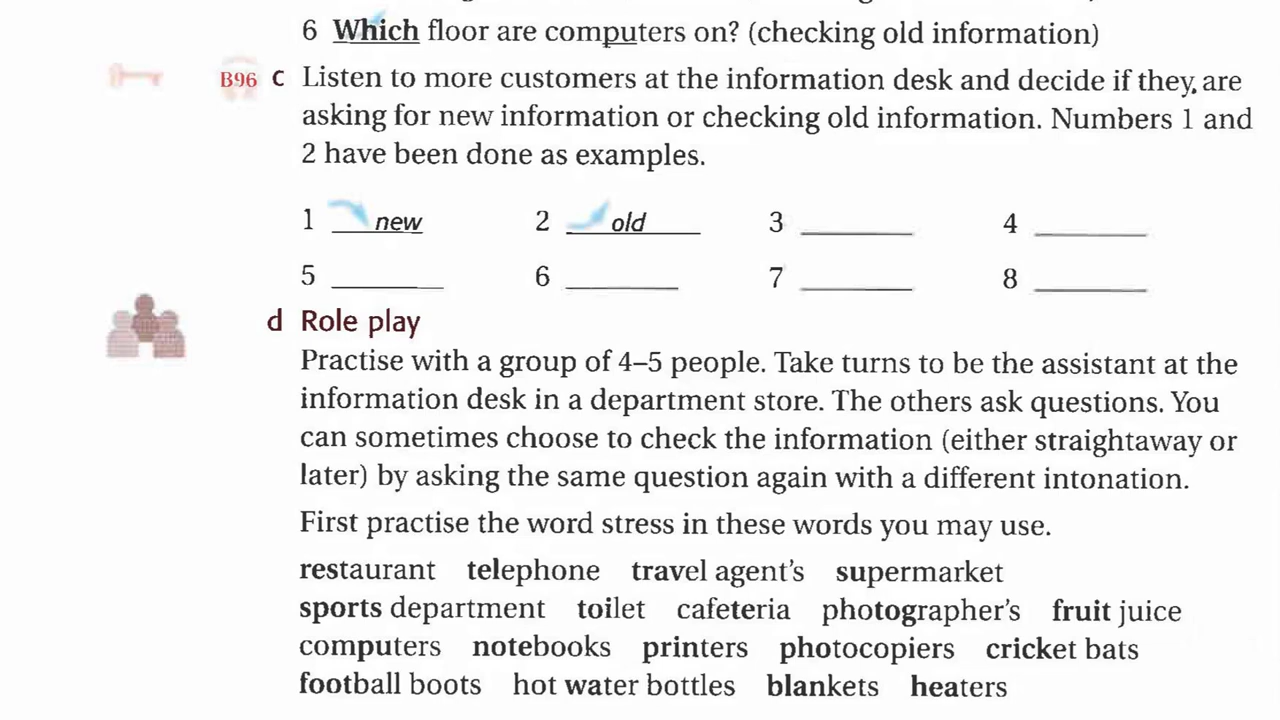 6 Which floor are computers on? (checking old information)
B96 c Listen to more customers at the information desk and decide if they are
asking for new information or checking old information. Numbers 1 and
2 have been done as examples.
1 new 2 old 3 ________ 4 ________
5 ________ 6 ________ 7 ________ 8 ________
d Role play
Practise with a group of 4–5 people. Take turns to be the assistant at the
information desk in a department store. The others ask questions. You
can sometimes choose to check the information (either straightaway or
later) by asking the same question again with a different intonation.
First practise the word stress in these words you may use.
restaurant telephone travel agent's supermarket
sports department toilet cafeteria photographer's fruit juice
computers notebooks printers photocopiers cricket bats
football boots hot water bottles blankets heaters